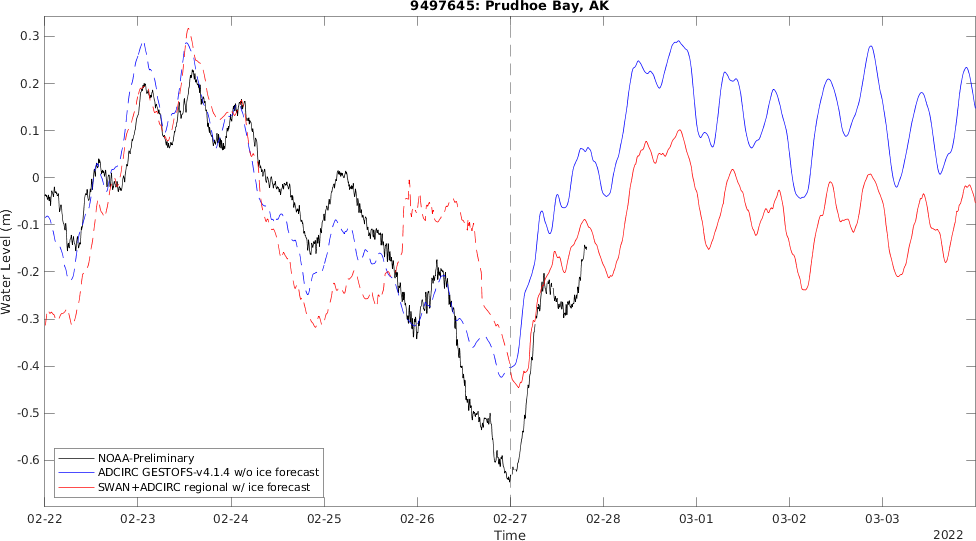 9497645: Prudhoe Bay, AK
0.3
0.2
0.1
0
-0.1
-0.2
-0.3
-0.4
-0.5
-0.6
Water Level (m)
NOAA-Preliminary
ADCIRC GESTOFS-v4.1.4 w/o ice forecast
SWAN+ADCIRC regional w/ ice forecast
02-22 02-23 02-24 02-25 02-26 02-27 02-28 03-01 03-02 03-03
Time
2022